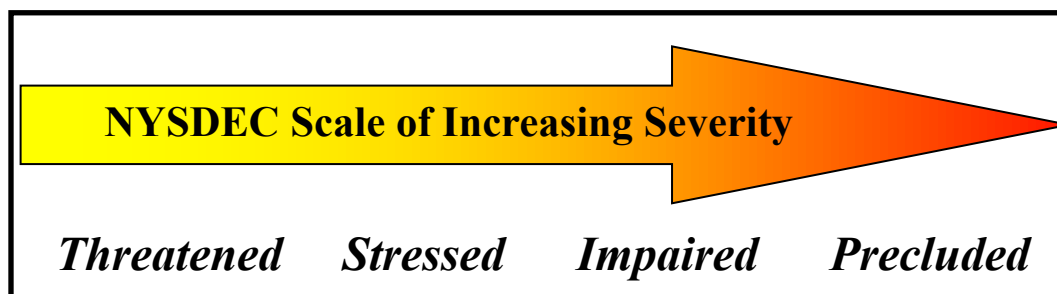 NYSDEC Scale of Increasing Severity
Threatened Stressed Impaired Precluded